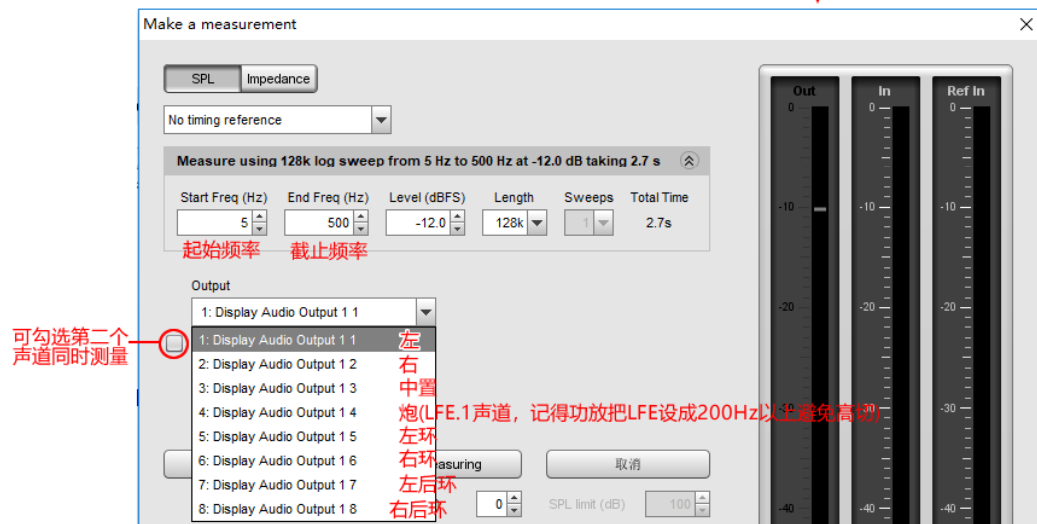 Make a measurement
SPL Impedance
No timing reference
Measure using 128k log sweep from 5 Hz to 500 Hz at -12.0 dB taking 2.7 s
Start Freq (Hz) End Freq (Hz) Level (dBFS) Length Sweeps Total Time
5 500 -12.0 128k 1 2.7s
起始频率 截止频率
Output
1: Display Audio Output 1 1
可勾选第二个
声道同时测量
1: Display Audio Output 1 1 左
2: Display Audio Output 1 2 右
3: Display Audio Output 1 3 中置
4: Display Audio Output 1 4 炮(LFE.1声道，记得功放把LFE设成200Hz以上避免高切)
5: Display Audio Output 1 5 左环
6: Display Audio Output 1 6 右环
7: Display Audio Output 1 7 左后环
8: Display Audio Output 1 8 右后环
easuring 取消
0 SPL limit (dB) 100
Out In Ref In
0 0 0
-10 -10 -10
-20 -20 -20
-30 -30
-40 -40 -40